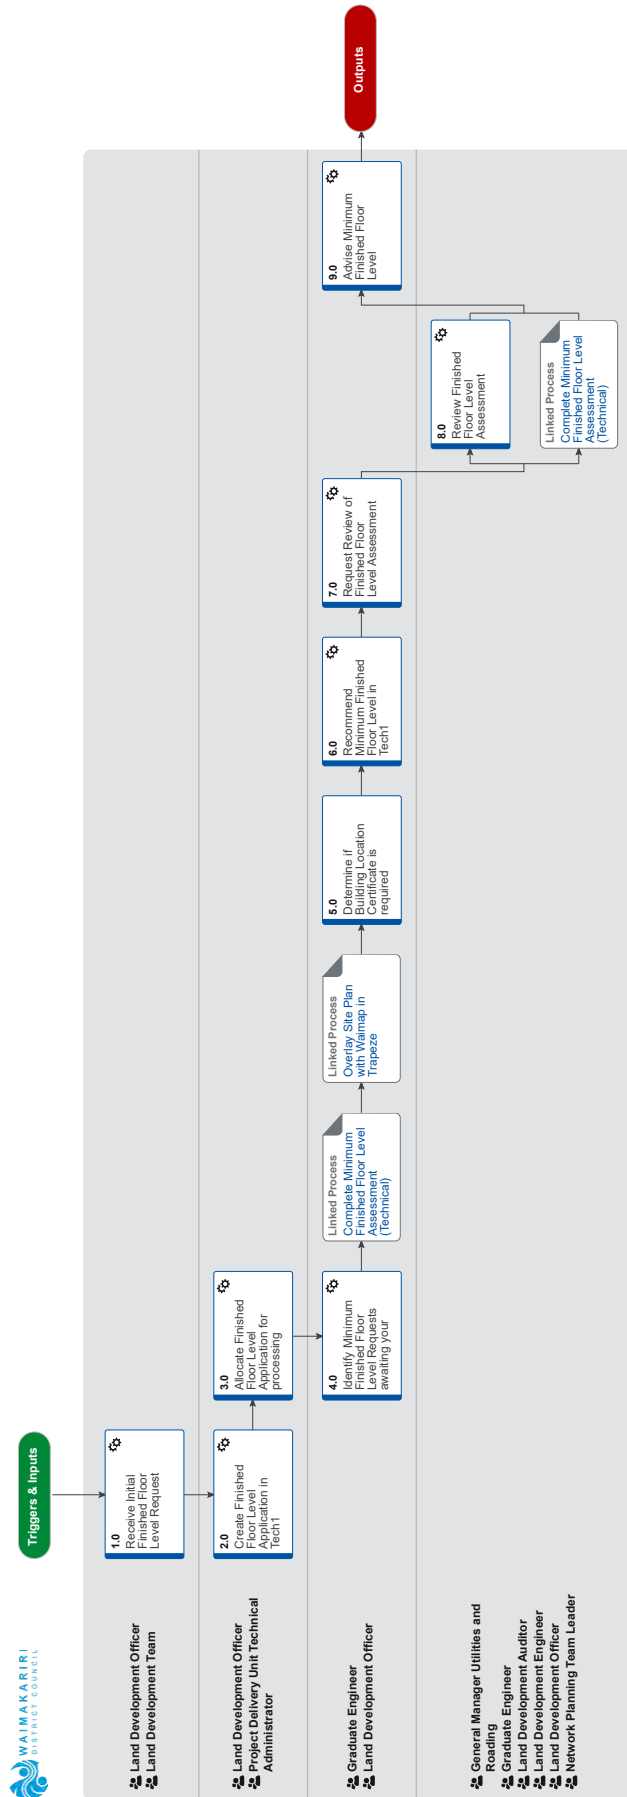 WAIMAKARIRI
DISTRICT COUNCIL
Triggers & Inputs
Land Development Officer
Land Development Team
1.0
Receive Initial
Finished Floor
Level Request
Land Development Officer
Project Delivery Unit Technical
Administrator
2.0
Create Finished
Floor Level
Application in
Tech1
3.0
Allocate Finished
Floor Level
Application for
processing
Graduate Engineer
Land Development Officer
4.0
Identify Minimum
Finished Floor
Level Requests
awaiting your
Linked Process
Complete Minimum
Finished Floor Level
Assessment
(Technical)
Linked Process
Overlay Site Plan
with Waimap in
Trapeze
5.0
Determine if
Building Location
Certificate is
required
6.0
Recommend
Minimum Finished
Floor Level in
Tech1
7.0
Request Review of
Finished Floor
Level Assessment
9.0
Advise Minimum
Finished Floor
Level
Outputs
General Manager Utilities and
Roading
Graduate Engineer
Land Development Auditor
Land Development Engineer
Land Development Officer
Network Planning Team Leader
8.0
Review Finished
Floor Level
Assessment
Linked Process
Complete Minimum
Finished Floor Level
Assessment
(Technical)